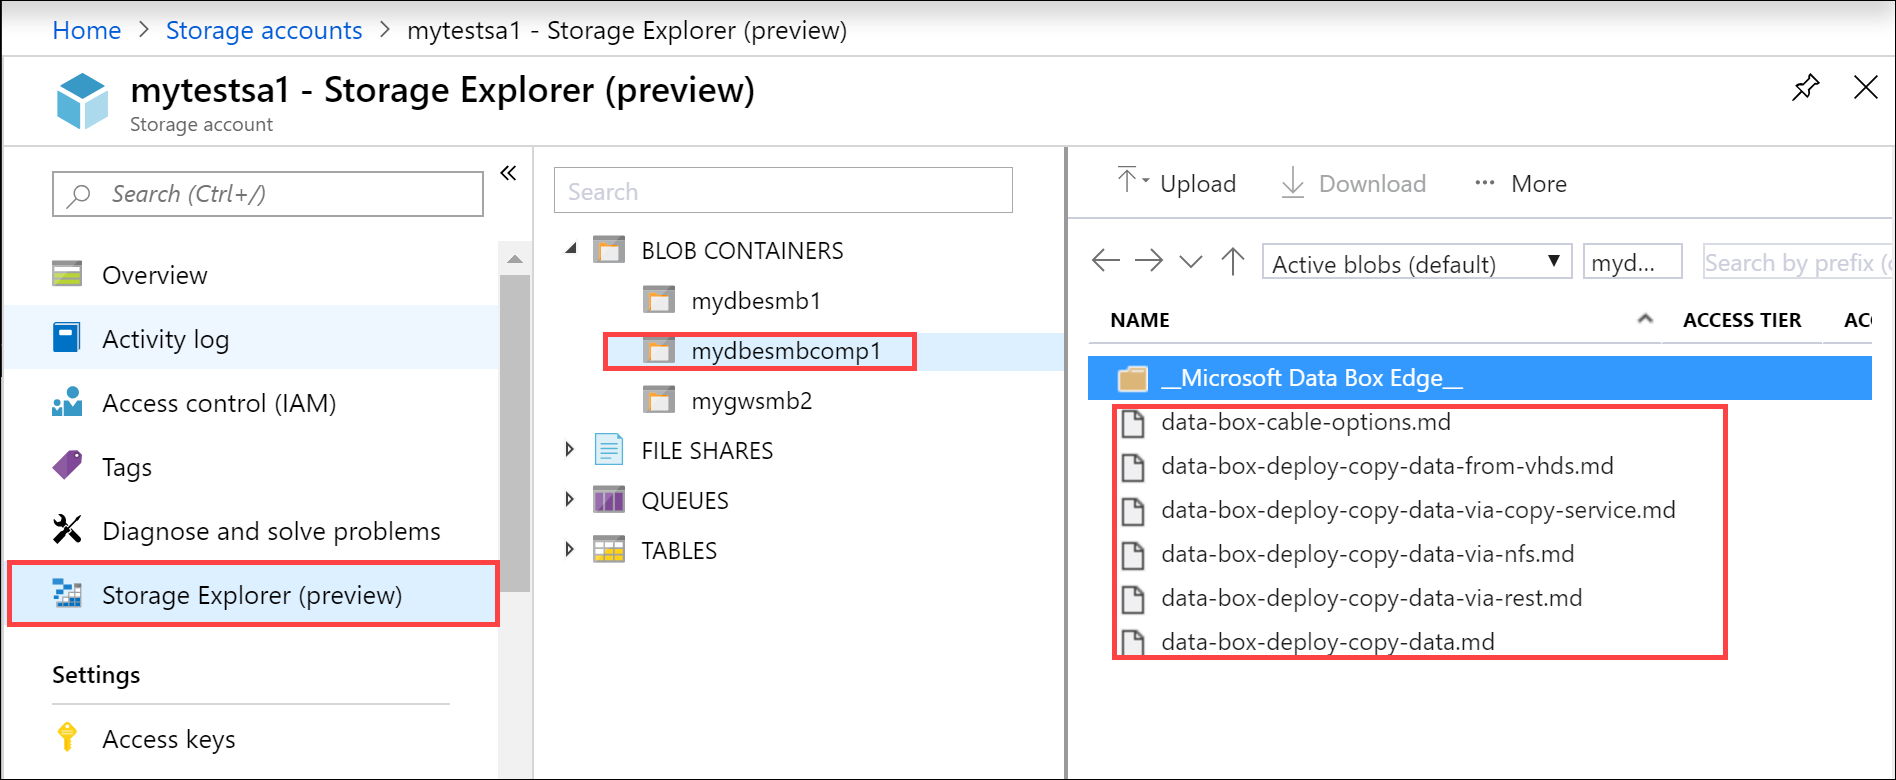 Home > Storage accounts > mytestsa1 - Storage Explorer (preview)
mytestsa1 - Storage Explorer (preview)
Storage account
Search (Ctrl+/)
Overview
Activity log
Access control (IAM)
Tags
Diagnose and solve problems
Storage Explorer (preview)
Settings
Access keys
Search
BLOB CONTAINERS
mydbesmb1
mydbesmbcomp1
mygwsmb2
FILE SHARES
QUEUES
TABLES
Upload Download ... More
Active blobs (default) myd... Search by prefix (
NAME ACCESS TIER AC
__Microsoft Data Box Edge__
data-box-cable-options.md
data-box-deploy-copy-data-from-vhds.md
data-box-deploy-copy-data-via-copy-service.md
data-box-deploy-copy-data-via-nfs.md
data-box-deploy-copy-data-via-rest.md
data-box-deploy-copy-data.md